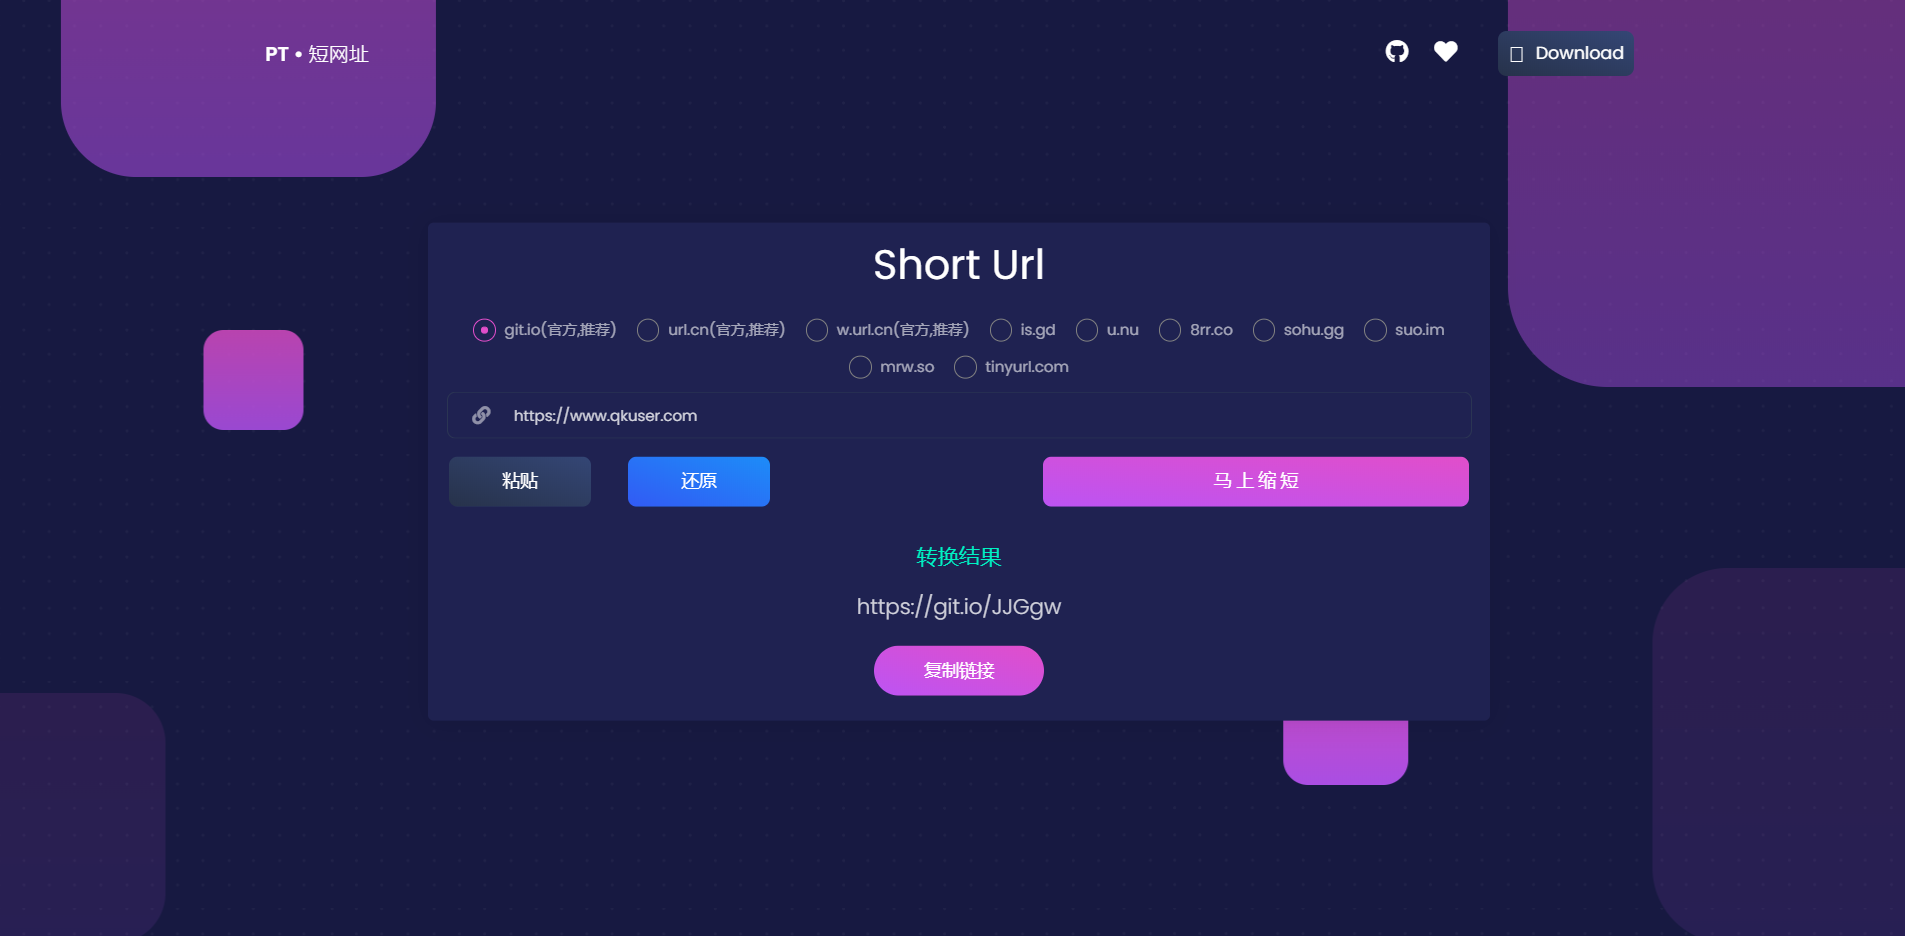 PT • 短网址
Download
Short Url
git.io(官方,推荐) url.cn(官方,推荐) w.url.cn(官方,推荐) is.gd u.nu 8rr.co sohu.gg suo.im
mrw.so tinyurl.com
https://www.qkuser.com
粘贴 还原 马上缩短
转换结果
https://git.io/JJGgw
复制链接